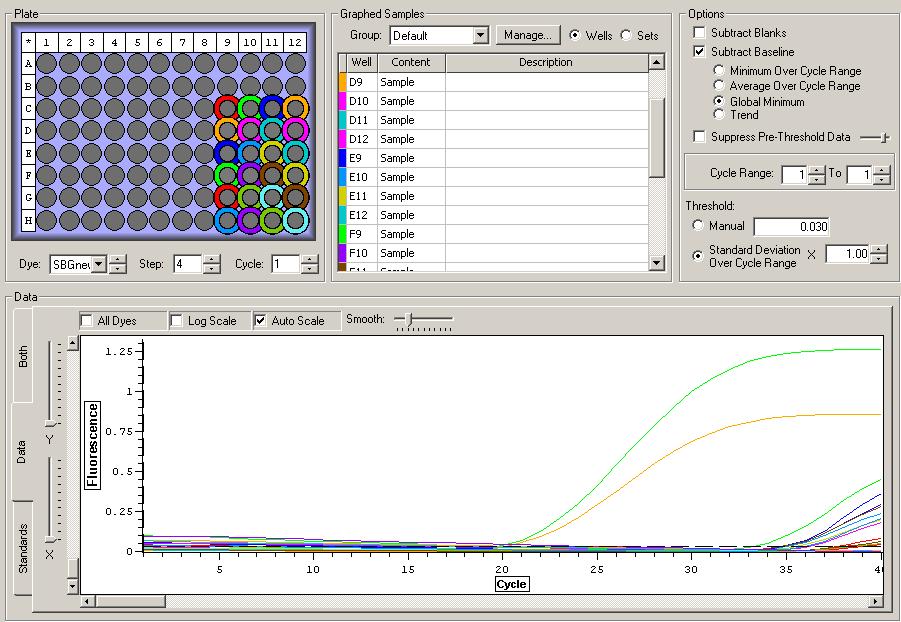 Plate
* 1 2 3 4 5 6 7 8 9 10 11 12
A
B
C
D
E
F
G
H
Dye: SBGneu Step: 4 Cycle: 1
Graphed Samples
Group: Default Manage... Wells Sets
Well Content Description
D9 Sample
D10 Sample
D11 Sample
D12 Sample
E9 Sample
E10 Sample
E11 Sample
E12 Sample
F9 Sample
F10 Sample
F11 Sample
Options
Subtract Blanks
Subtract Baseline
Minimum Over Cycle Range
Average Over Cycle Range
Global Minimum
Trend
Suppress Pre-Threshold Data
Cycle Range: 1 To 1
Threshold:
Manual 0.030
Standard Deviation
Over Cycle Range X 1.00
Data
All Dyes Log Scale Auto Scale Smooth:
Both
Data
Standards
Y
X
Fluorescence
1.25
1
0.75
0.5
0.25
0
5 10 15 20 25 30 35 40
Cycle